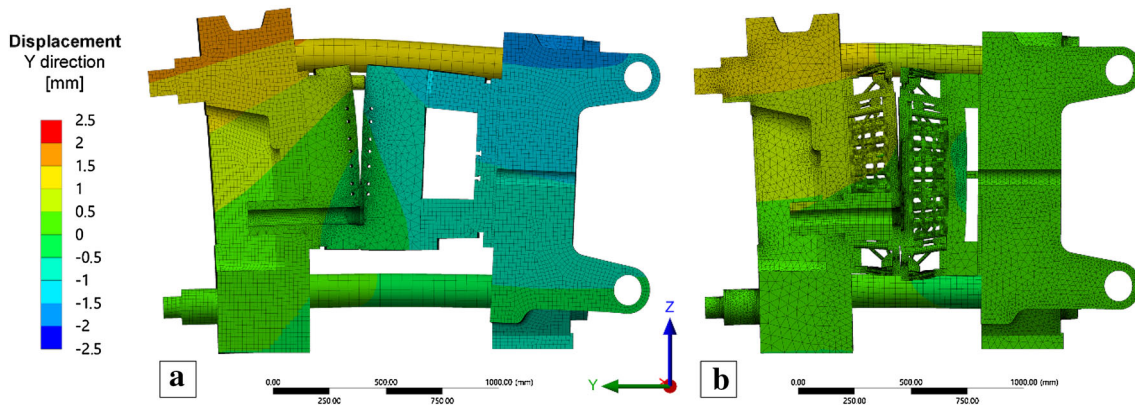 Displacement
Y direction
[mm]
2.5
2
1.5
1
0.5
0
-0.5
-1
-1.5
-2
-2.5
a
0.00 500.00 1000.00 (mm)
250.00 750.00
Z
Y
X
b
0.00 500.00 1000.00 (mm)
250.00 750.00